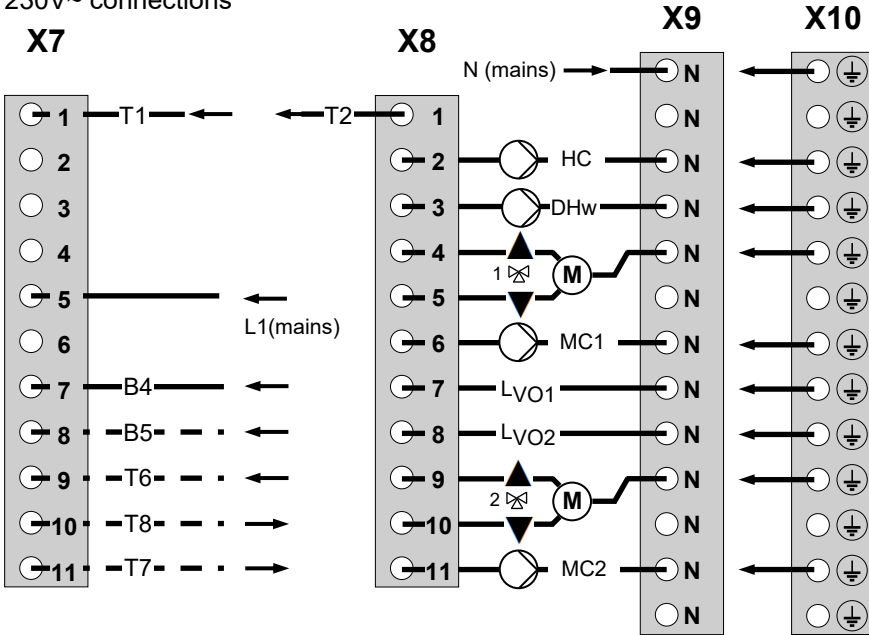 230V~ connections
X7
X8
X9
X10
N (mains)
N
1 T1
T2 1
N
2
2 HC N
3
3 DHw N
4
4
1 M
N
5
L1(mains)
5
N
6
6 MC1 N
7 B4
7 LVO1 N
8 B5
8 LVO2 N
9 T6
9
2 M
N
10 T8
10
N
11 T7
11 MC2 N
N